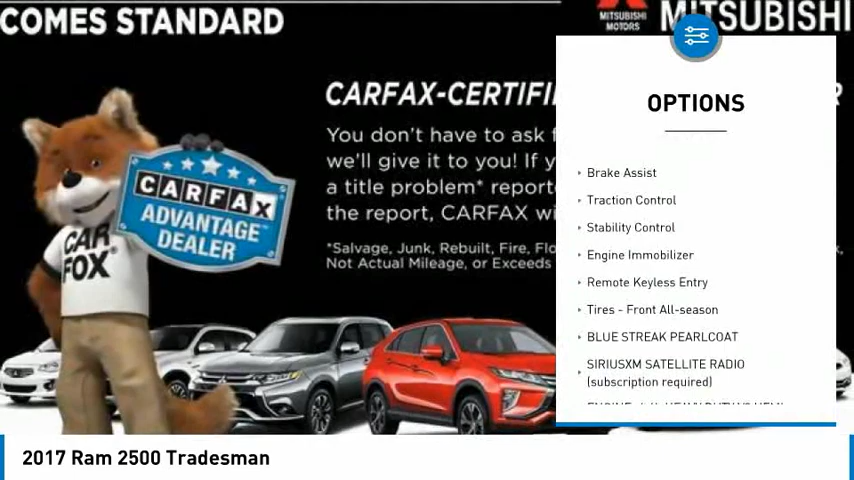 COMES STANDARD
MITSUBISHI
MOTORS
MITSUBISHI
CARFAX-CERTIFI
You don't have to ask f
we'll give it to you! If y
a title problem* report
the report, CARFAX wi
*Salvage, Junk, Rebuilt, Fire, Flo
Not Actual Mileage, or Exceeds
CARFAX
ADVANTAGE™
DEALER
CAR
FOX®
OPTIONS
Brake Assist
Traction Control
Stability Control
Engine Immobilizer
Remote Keyless Entry
Tires - Front All-season
BLUE STREAK PEARLCOAT
SIRIUSXM SATELLITE RADIO
(subscription required)
2017 Ram 2500 Tradesman